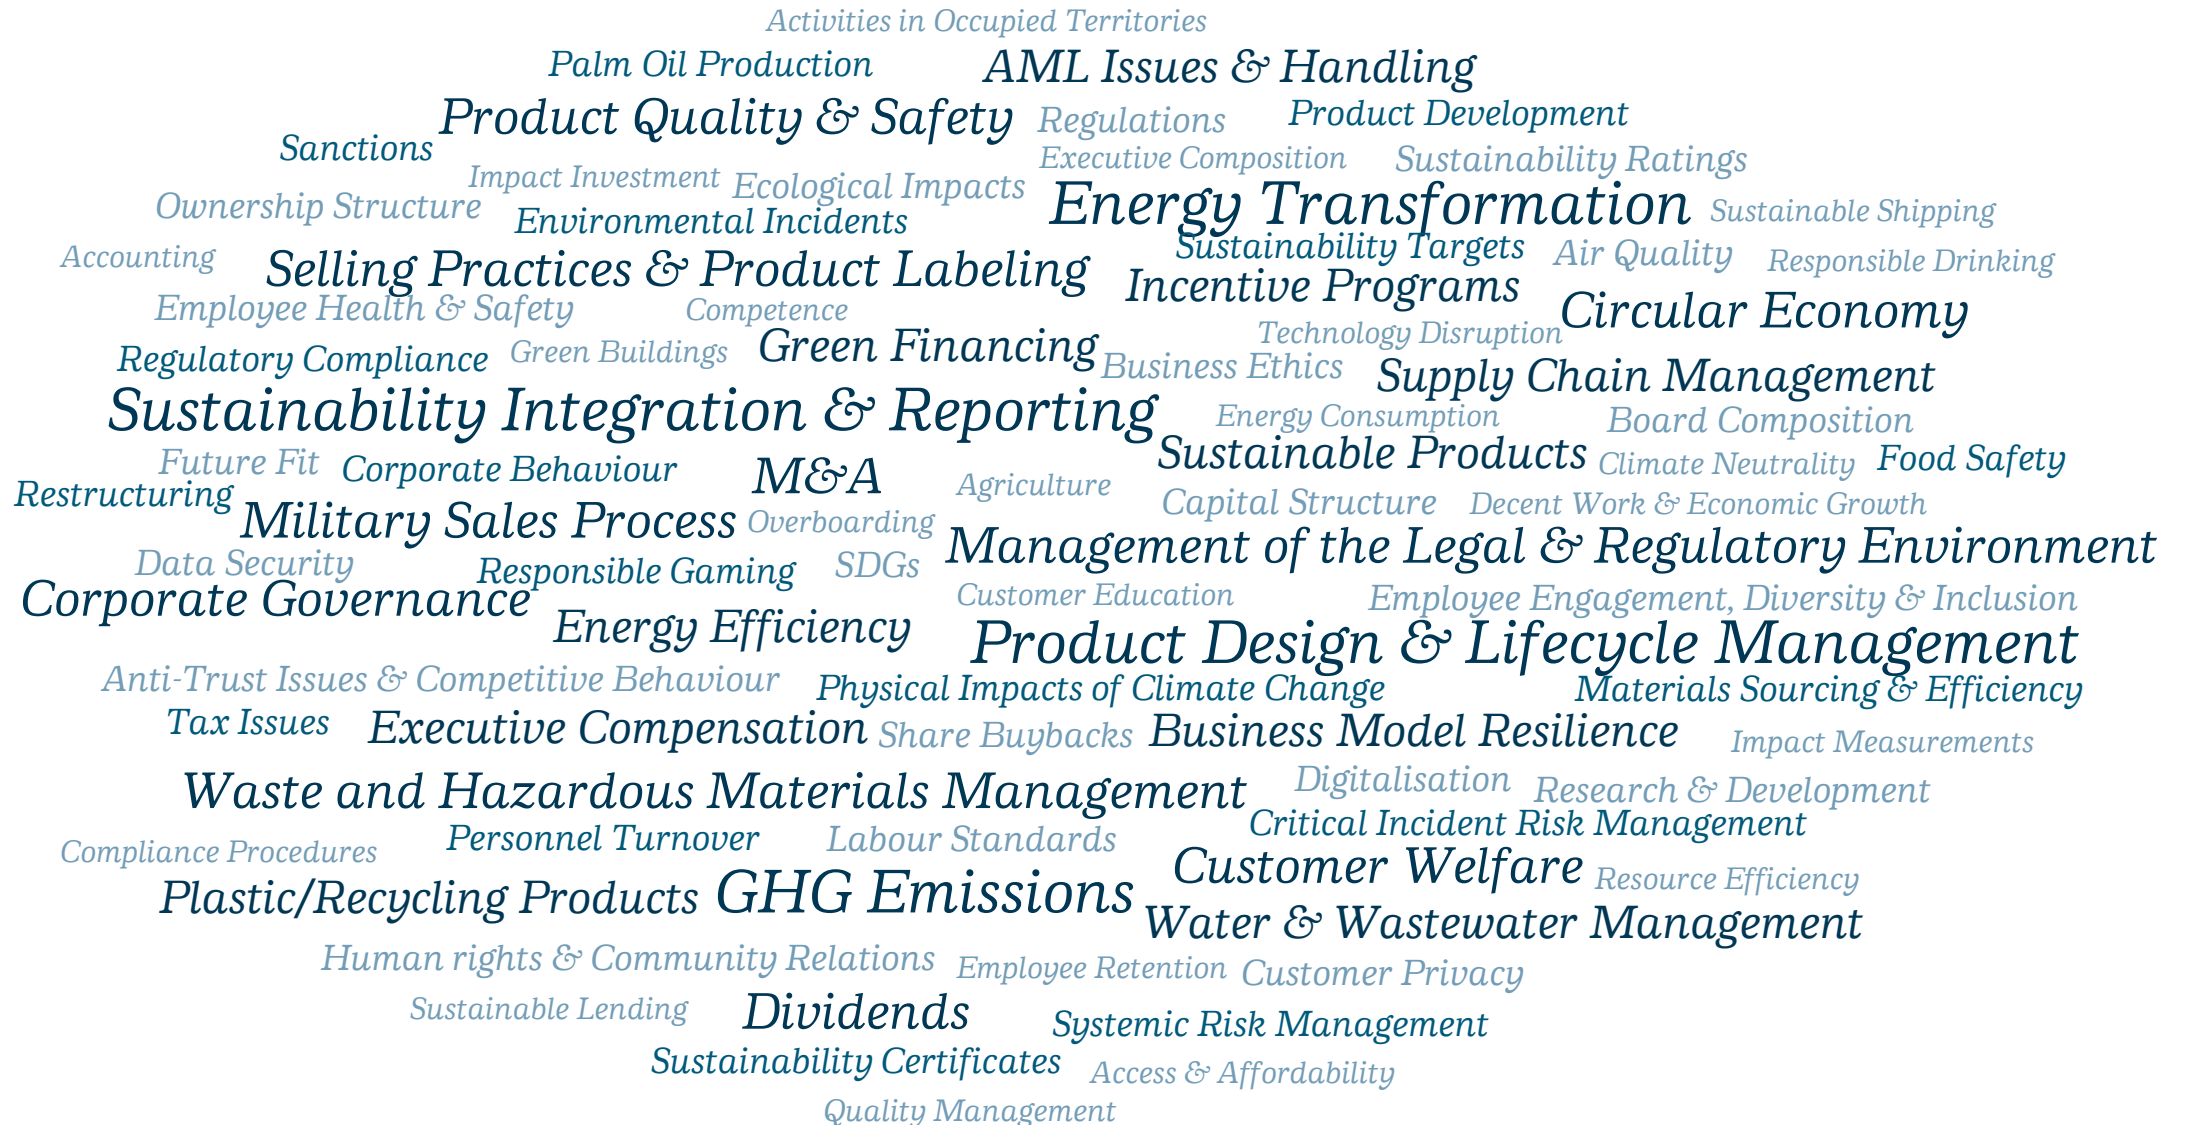 Activities in Occupied Territories
Palm Oil Production
AML Issues & Handling
Product Quality & Safety
Regulations
Product Development
Sanctions
Executive Composition
Sustainability Ratings
Impact Investment
Ecological Impacts
Ownership Structure
Environmental Incidents
Energy Transformation
Sustainable Shipping
Accounting
Selling Practices & Product Labeling
Sustainability Targets
Air Quality
Responsible Drinking
Incentive Programs
Employee Health & Safety
Competence
Circular Economy
Technology Disruption
Regulatory Compliance
Green Buildings
Green Financing
Business Ethics
Supply Chain Management
Sustainability Integration & Reporting
Energy Consumption
Board Composition
Future Fit
Corporate Behaviour
M&A
Sustainable Products
Climate Neutrality
Food Safety
Restructuring
Agriculture
Capital Structure
Decent Work & Economic Growth
Military Sales Process
Overboarding
Management of the Legal & Regulatory Environment
Data Security
Responsible Gaming
SDGs
Corporate Governance
Customer Education
Employee Engagement, Diversity & Inclusion
Energy Efficiency
Product Design & Lifecycle Management
Anti-Trust Issues & Competitive Behaviour
Physical Impacts of Climate Change
Materials Sourcing & Efficiency
Tax Issues
Executive Compensation
Share Buybacks
Business Model Resilience
Impact Measurements
Waste and Hazardous Materials Management
Digitalisation
Research & Development
Critical Incident Risk Management
Compliance Procedures
Personnel Turnover
Labour Standards
Customer Welfare
Resource Efficiency
Plastic/Recycling Products
GHG Emissions
Water & Wastewater Management
Human rights & Community Relations
Employee Retention
Customer Privacy
Sustainable Lending
Dividends
Systemic Risk Management
Sustainability Certificates
Access & Affordability
Quality Management